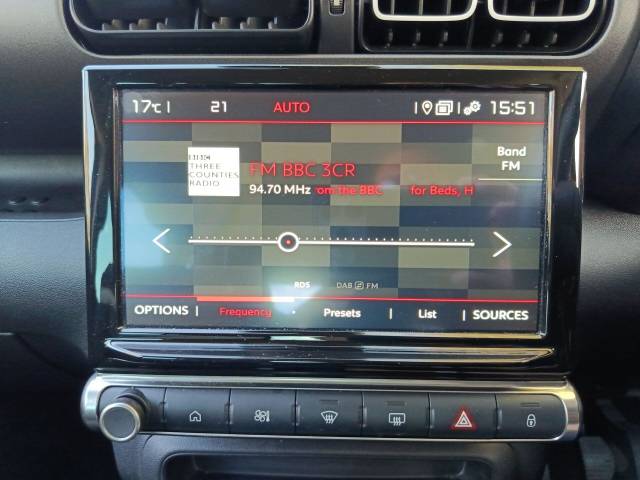 17°C 21 AUTO 15:51
BBC
THREE
COUNTIES
RADIO
FM BBC 3CR
94.70 MHz om the BBC for Beds, H
Band
FM
RDS DAB FM
OPTIONS Frequency Presets List SOURCES